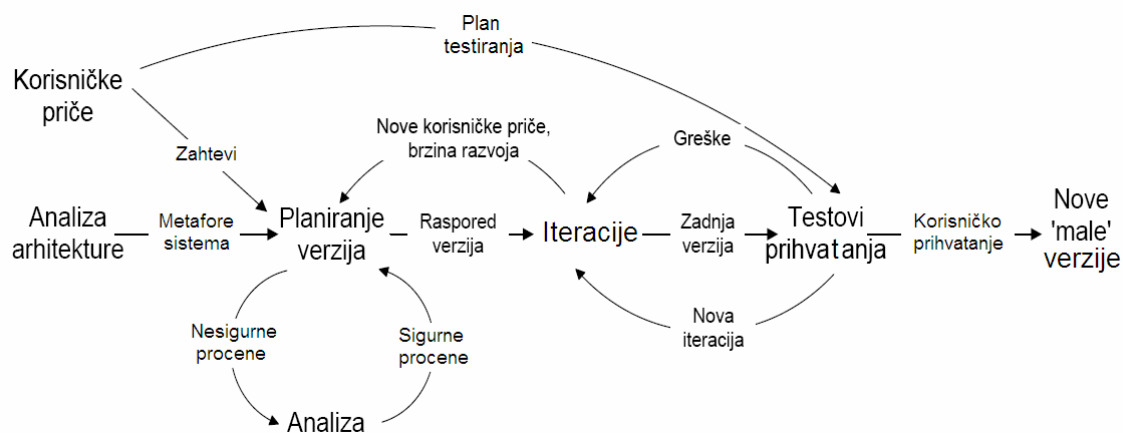 Plan
testiranja
Korisničke
priče
Nove korisničke priče,
brzina razvoja
Greške
Zahtevi
Analiza
arhitekture
Metafore
sistema
Planiranje
verzija
Raspored
verzija
Iteracije
Zadnja
verzija
Testovi
prihvatanja
Korisničko
prihvatanje
Nove
'male'
verzije
Nesigurne
procene
Sigurne
procene
Nova
iteracija
Analiza